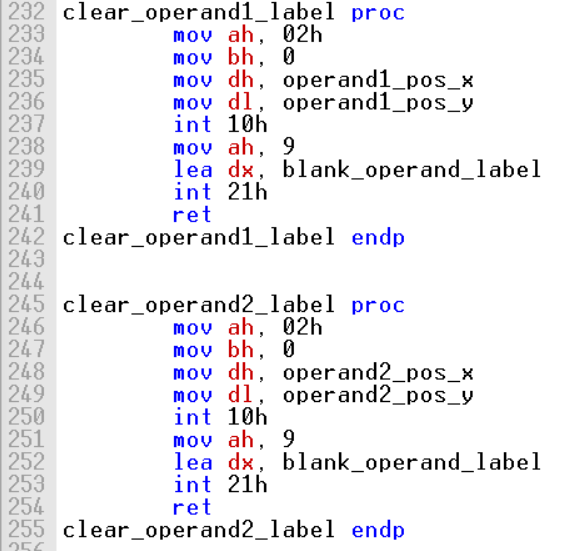 232 clear_operand1_label proc
233 mov ah, 02h
234 mov bh, 0
235 mov dh, operand1_pos_x
236 mov dl, operand1_pos_y
237 int 10h
238 mov ah, 9
239 lea dx, blank_operand_label
240 int 21h
241 ret
242 clear_operand1_label endp
243
244
245 clear_operand2_label proc
246 mov ah, 02h
247 mov bh, 0
248 mov dh, operand2_pos_x
249 mov dl, operand2_pos_y
250 int 10h
251 mov ah, 9
252 lea dx, blank_operand_label
253 int 21h
254 ret
255 clear_operand2_label endp
256